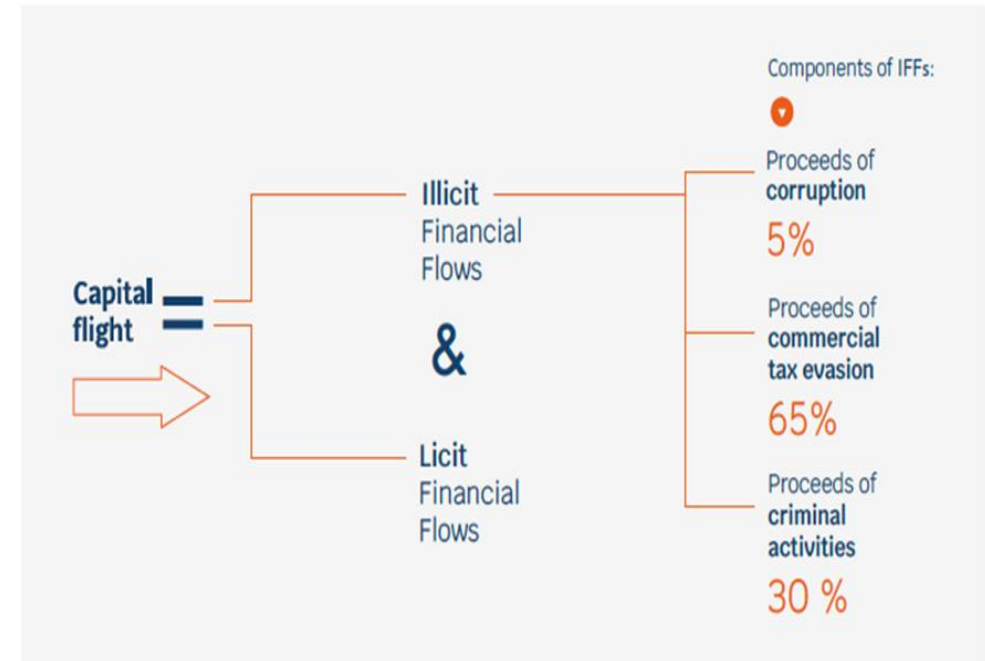 Capital
flight
=
Illicit
Financial
Flows
&
Licit
Financial
Flows
Components of IFFs:
Proceeds of
corruption
5%
Proceeds of
commercial
tax evasion
65%
Proceeds of
criminal
activities
30 %